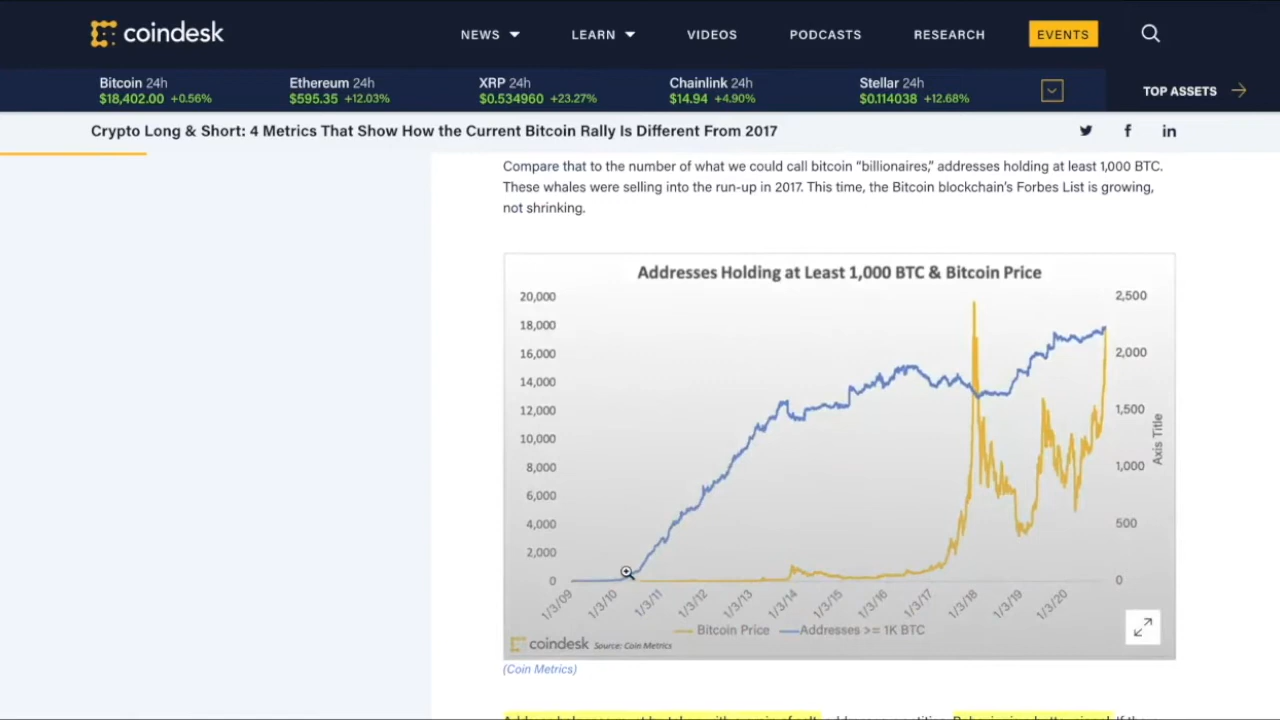 coindesk
NEWS LEARN VIDEOS PODCASTS RESEARCH EVENTS
Bitcoin 24h Ethereum 24h XRP 24h Chainlink 24h Stellar 24h
$18,402.00 +0.56% $595.35 +12.03% $0.534960 +23.27% $14.94 +4.90% $0.114038 +12.68%
TOP ASSETS
Crypto Long & Short: 4 Metrics That Show How the Current Bitcoin Rally Is Different From 2017
Compare that to the number of what we could call bitcoin “billionaires,” addresses holding at least 1,000 BTC.
These whales were selling into the run-up in 2017. This time, the Bitcoin blockchain’s Forbes List is growing,
not shrinking.
Addresses Holding at Least 1,000 BTC & Bitcoin Price
20,000
18,000
16,000
14,000
12,000
10,000
8,000
6,000
4,000
2,000
0
2,500
2,000
1,500
1,000
500
0
Axis Title
1/3/09 1/3/10 1/3/11 1/3/12 1/3/13 1/3/14 1/3/15 1/3/16 1/3/17 1/3/18 1/3/19 1/3/20
Bitcoin Price Addresses >= 1K BTC
coindesk Source: Coin Metrics
(Coin Metrics)